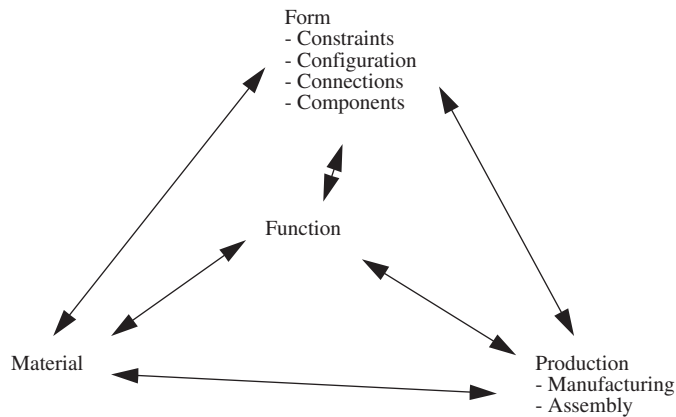 Form
- Constraints
- Configuration
- Connections
- Components
Function
Material
Production
- Manufacturing
- Assembly